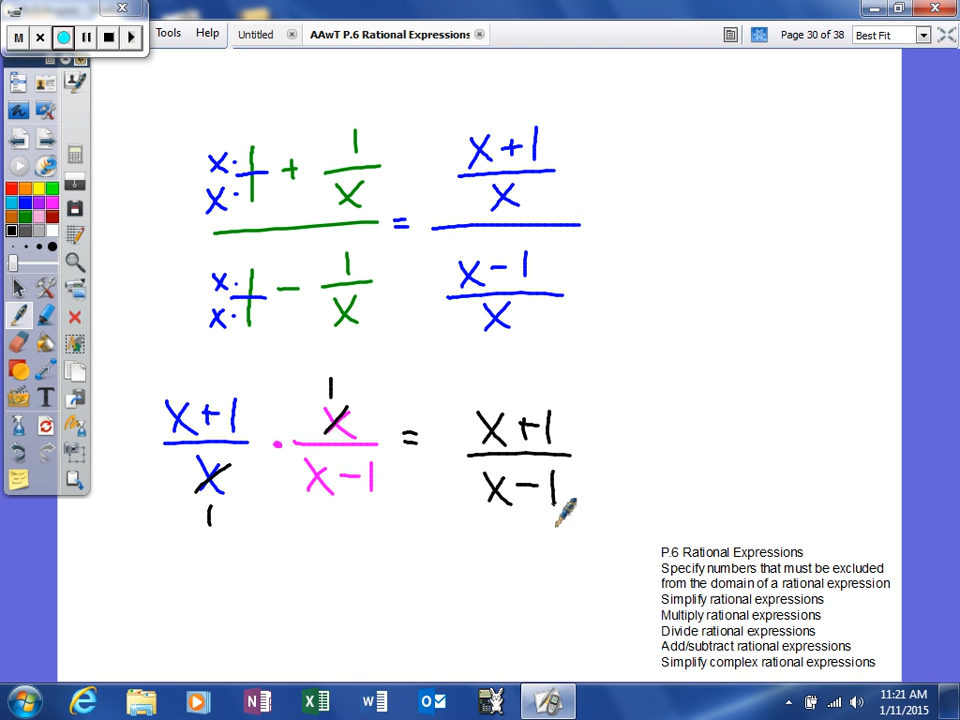 M
Tools Help Untitled AAwT P.6 Rational Expressions Page 30 of 38 Best Fit
x· 1 + 1/x
x·
= (x+1)/x
x· 1 - 1/x
x·
(x-1)/x
(x+1)/x · x/(x-1) = (x+1)/(x-1)
1
1
P.6 Rational Expressions
Specify numbers that must be excluded
from the domain of a rational expression
Simplify rational expressions
Multiply rational expressions
Divide rational expressions
Add/subtract rational expressions
Simplify complex rational expressions
11:21 AM
1/11/2015